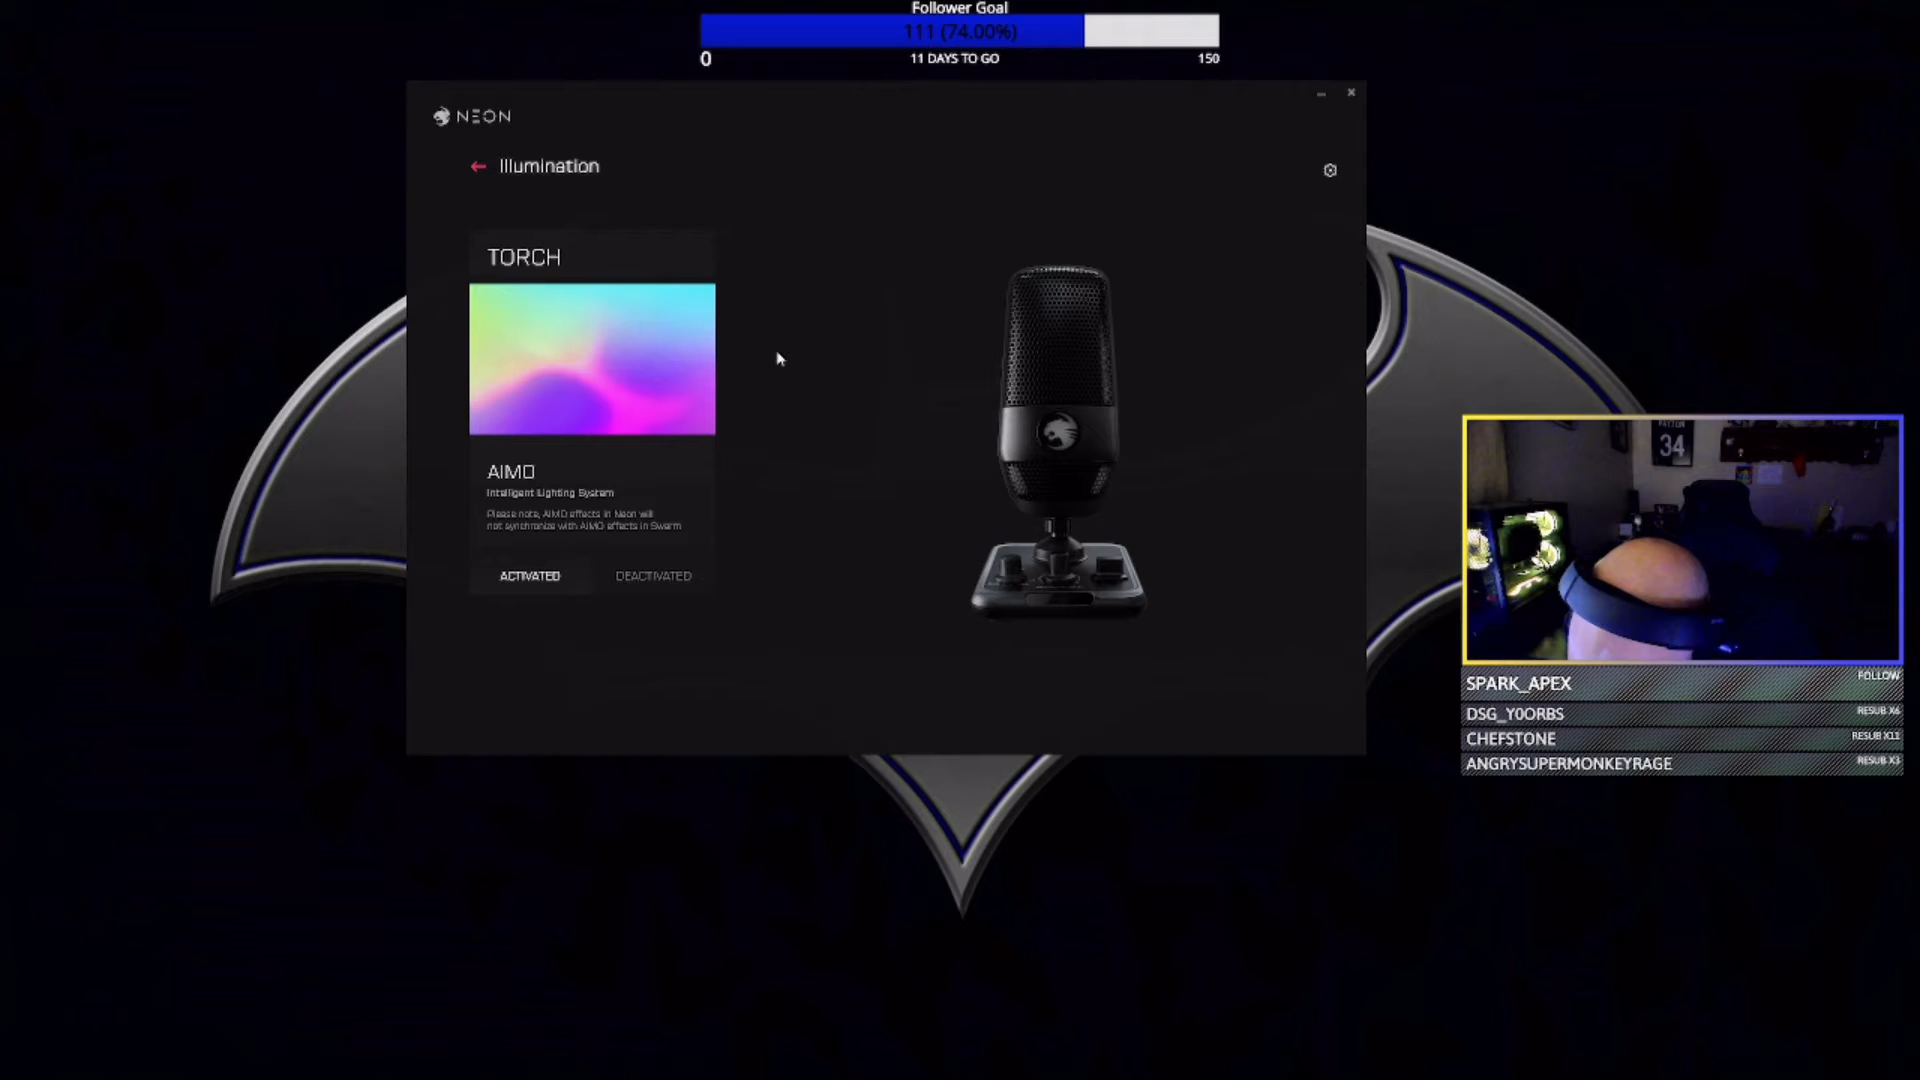 Follower Goal
111 (74.00%)
0
11 DAYS TO GO
150
NEON
Illumination
TORCH
AIMO
Intelligent Lighting System
Please note, AIMO effects in Neon will
not synchronize with AIMO effects in Swarm
ACTIVATED
DEACTIVATED
34
SPARK_APEX
FOLLOW
DSG_Y0ORBS
RESUB X6
CHEFSTONE
RESUB X11
ANGRYSUPERMONKEYRAGE
RESUB X3